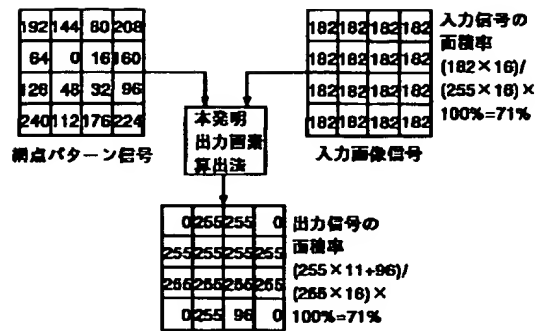 192 144 80 208
64 0 16 160
128 48 32 96
240 112 176 224
網点パターン信号
182 182 182 182
182 182 182 182
182 182 182 182
182 182 182 182
入力画像信号
入力信号の
面積率
(182×16)/
(255×16)×
100%=71%
本発明
出力画素
算出法
0 255 255 0
255 255 255 255
255 255 255 255
0 255 96 0
出力信号の
面積率
(255×11+96)/
(255×16)×
100%=71%